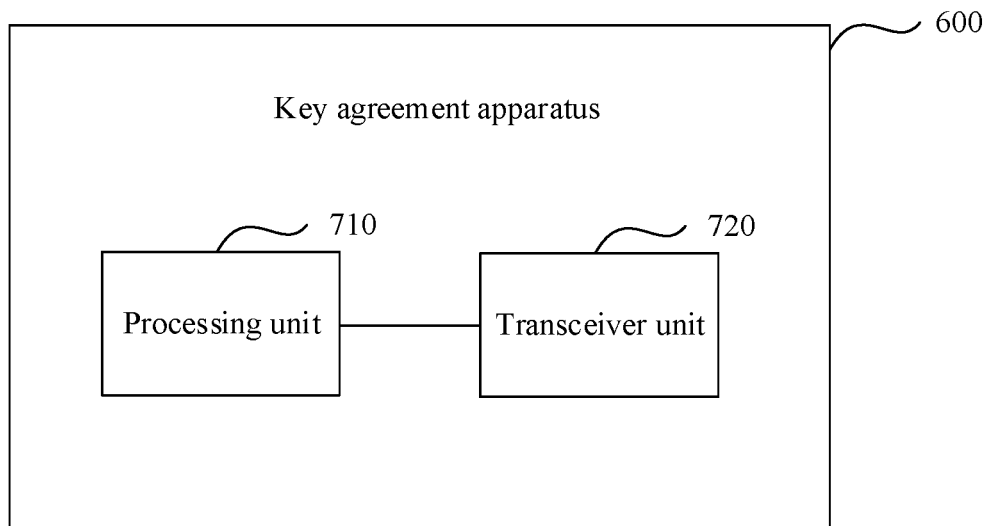 600
Key agreement apparatus
710
720
Processing unit
Transceiver unit